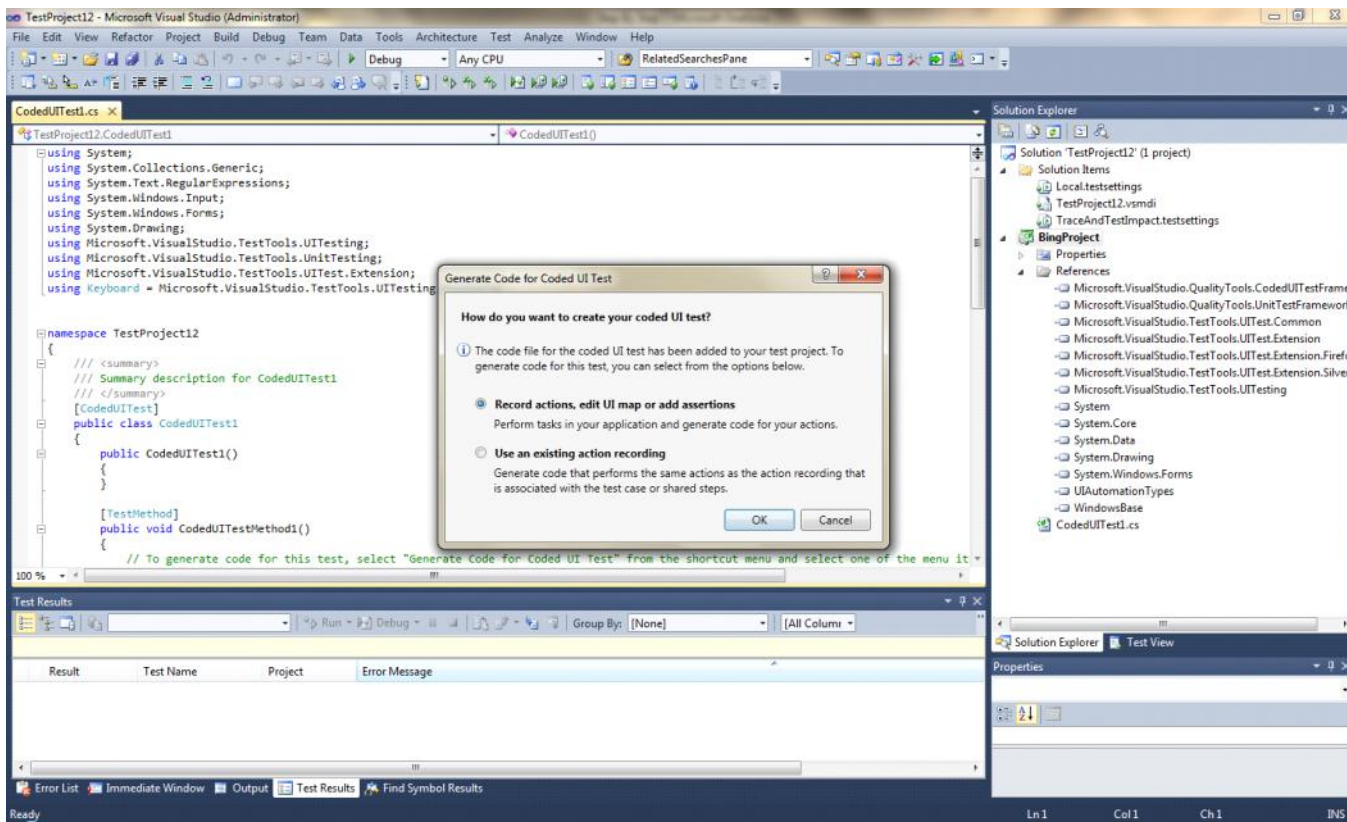 TestProject12 - Microsoft Visual Studio (Administrator)
File Edit View Refactor Project Build Debug Team Data Tools Architecture Test Analyze Window Help
Debug Any CPU RelatedSearchesPane
CodedUITest1.cs
TestProject12.CodedUITest1 CodedUITest1()
using System;
using System.Collections.Generic;
using System.Text.RegularExpressions;
using System.Windows.Input;
using System.Windows.Forms;
using System.Drawing;
using Microsoft.VisualStudio.TestTools.UITesting;
using Microsoft.VisualStudio.TestTools.UnitTesting;
using Microsoft.VisualStudio.TestTools.UITest.Extension;
using Keyboard = Microsoft.VisualStudio.TestTools.UITesting
namespace TestProject12
{
/// <summary>
/// Summary description for CodedUITest1
/// </summary>
[CodedUITest]
public class CodedUITest1
{
public CodedUITest1()
{
}
[TestMethod]
public void CodedUITestMethod1()
{
// To generate code for this test, select "Generate Code for Coded UI Test" from the shortcut menu and select one of the menu it
100 %
Generate Code for Coded UI Test
How do you want to create your coded UI test?
The code file for the coded UI test has been added to your test project. To
generate code for this test, you can select from the options below.
Record actions, edit UI map or add assertions
Perform tasks in your application and generate code for your actions.
Use an existing action recording
Generate code that performs the same actions as the action recording that
is associated with the test case or shared steps.
OK Cancel
Test Results
Run Debug Group By: [None] [All Column
Result Test Name Project Error Message
Error List Immediate Window Output Test Results Find Symbol Results
Solution Explorer
Solution 'TestProject12' (1 project)
Solution Items
Local.testsettings
TestProject12.vsmdi
TraceAndTestImpact.testsettings
BingProject
Properties
References
Microsoft.VisualStudio.QualityTools.CodedUITestFrame
Microsoft.VisualStudio.QualityTools.UnitTestFramework
Microsoft.VisualStudio.TestTools.UITest.Common
Microsoft.VisualStudio.TestTools.UITest.Extension
Microsoft.VisualStudio.TestTools.UITest.Extension.Firef
Microsoft.VisualStudio.TestTools.UITest.Extension.Silve
Microsoft.VisualStudio.TestTools.UITesting
System
System.Core
System.Data
System.Drawing
System.Windows.Forms
UIAutomationTypes
WindowsBase
CodedUITest1.cs
Solution Explorer Test View
Properties
Ready Ln 1 Col 1 Ch 1 INS